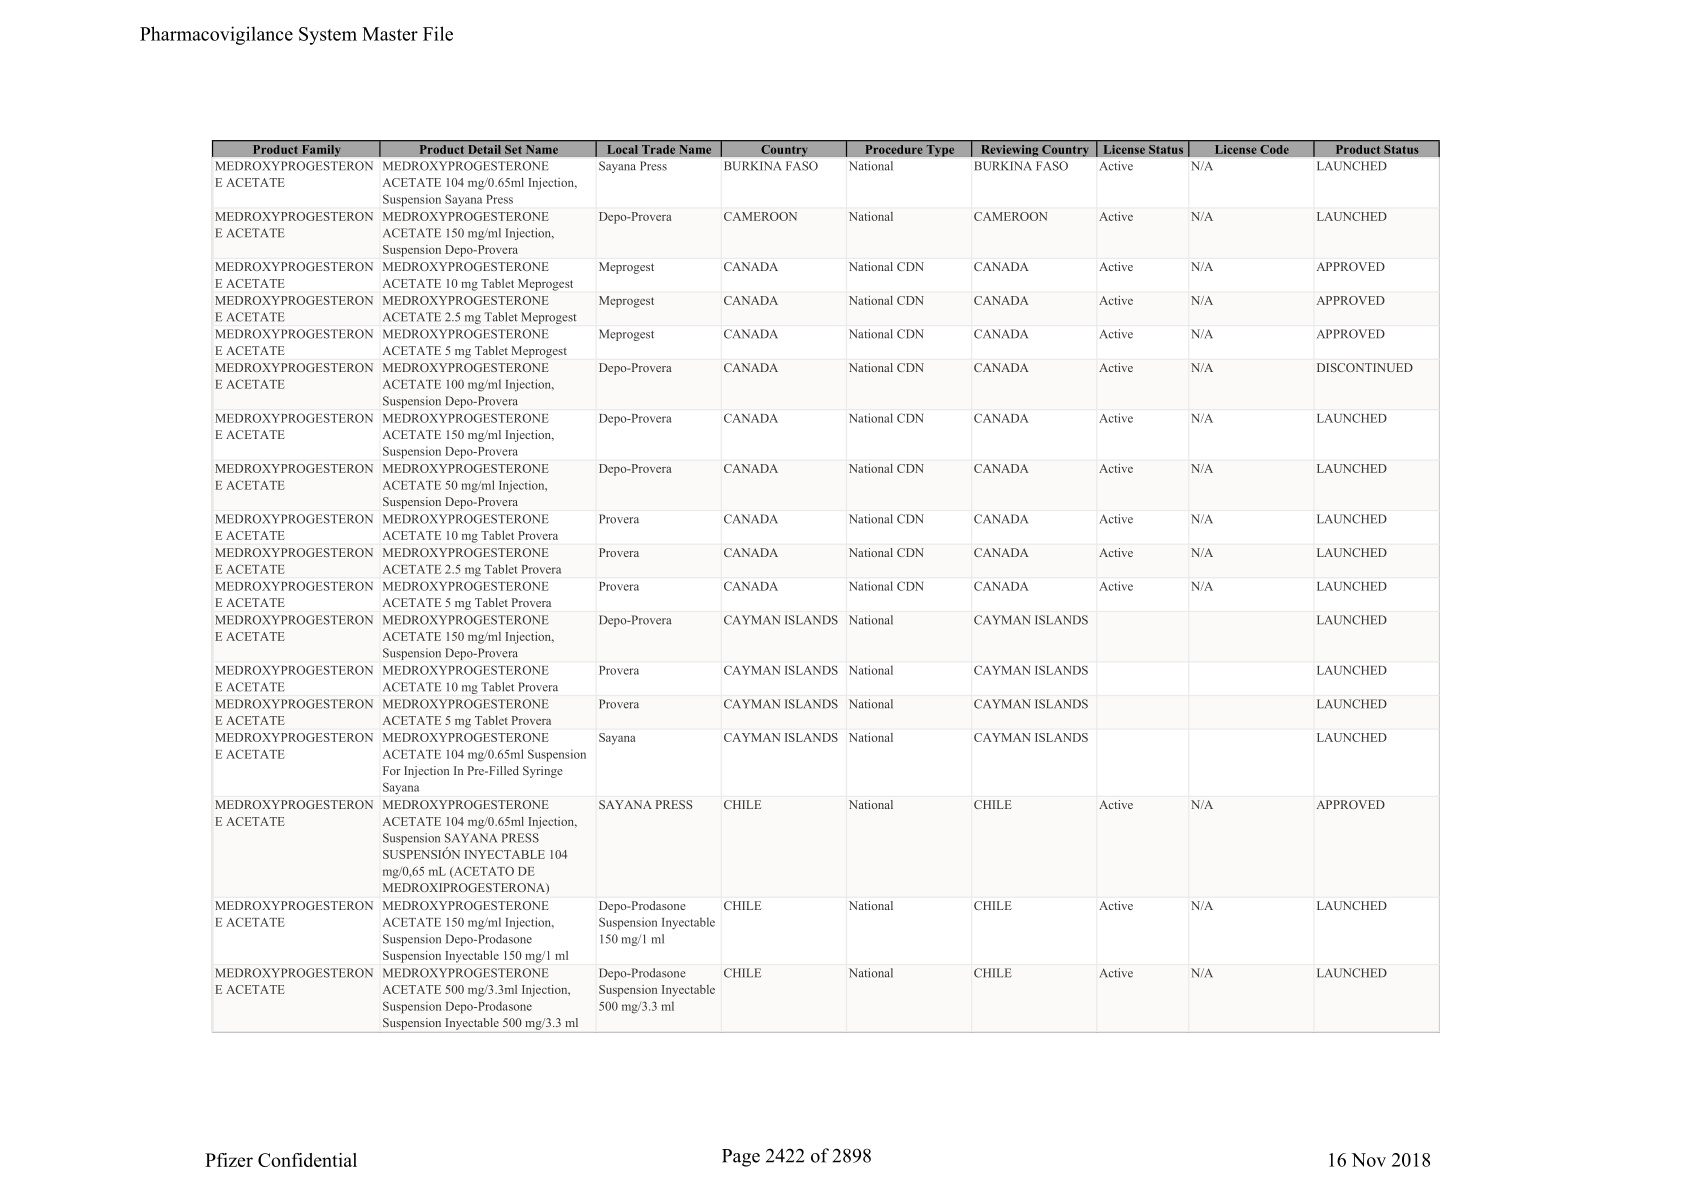 Pharmacovigilance System Master File
Product Family Product Detail Set Name Local Trade Name Country Procedure Type Reviewing Country License Status License Code Product Status
MEDROXYPROGESTERON MEDROXYPROGESTERONE Sayana Press BURKINA FASO National BURKINA FASO Active N/A LAUNCHED
E ACETATE ACETATE 104 mg/0.65ml Injection,
Suspension Sayana Press
MEDROXYPROGESTERON MEDROXYPROGESTERONE Depo-Provera CAMEROON National CAMEROON Active N/A LAUNCHED
E ACETATE ACETATE 150 mg/ml Injection,
Suspension Depo-Provera
MEDROXYPROGESTERON MEDROXYPROGESTERONE Meprogest CANADA National CDN CANADA Active N/A APPROVED
E ACETATE ACETATE 10 mg Tablet Meprogest
MEDROXYPROGESTERON MEDROXYPROGESTERONE Meprogest CANADA National CDN CANADA Active N/A APPROVED
E ACETATE ACETATE 2.5 mg Tablet Meprogest
MEDROXYPROGESTERON MEDROXYPROGESTERONE Meprogest CANADA National CDN CANADA Active N/A APPROVED
E ACETATE ACETATE 5 mg Tablet Meprogest
MEDROXYPROGESTERON MEDROXYPROGESTERONE Depo-Provera CANADA National CDN CANADA Active N/A DISCONTINUED
E ACETATE ACETATE 100 mg/ml Injection,
Suspension Depo-Provera
MEDROXYPROGESTERON MEDROXYPROGESTERONE Depo-Provera CANADA National CDN CANADA Active N/A LAUNCHED
E ACETATE ACETATE 150 mg/ml Injection,
Suspension Depo-Provera
MEDROXYPROGESTERON MEDROXYPROGESTERONE Depo-Provera CANADA National CDN CANADA Active N/A LAUNCHED
E ACETATE ACETATE 50 mg/ml Injection,
Suspension Depo-Provera
MEDROXYPROGESTERON MEDROXYPROGESTERONE Provera CANADA National CDN CANADA Active N/A LAUNCHED
E ACETATE ACETATE 10 mg Tablet Provera
MEDROXYPROGESTERON MEDROXYPROGESTERONE Provera CANADA National CDN CANADA Active N/A LAUNCHED
E ACETATE ACETATE 2.5 mg Tablet Provera
MEDROXYPROGESTERON MEDROXYPROGESTERONE Provera CANADA National CDN CANADA Active N/A LAUNCHED
E ACETATE ACETATE 5 mg Tablet Provera
MEDROXYPROGESTERON MEDROXYPROGESTERONE Depo-Provera CAYMAN ISLANDS National CAYMAN ISLANDS LAUNCHED
E ACETATE ACETATE 150 mg/ml Injection,
Suspension Depo-Provera
MEDROXYPROGESTERON MEDROXYPROGESTERONE Provera CAYMAN ISLANDS National CAYMAN ISLANDS LAUNCHED
E ACETATE ACETATE 10 mg Tablet Provera
MEDROXYPROGESTERON MEDROXYPROGESTERONE Provera CAYMAN ISLANDS National CAYMAN ISLANDS LAUNCHED
E ACETATE ACETATE 5 mg Tablet Provera
MEDROXYPROGESTERON MEDROXYPROGESTERONE Sayana CAYMAN ISLANDS National CAYMAN ISLANDS LAUNCHED
E ACETATE ACETATE 104 mg/0.65ml Suspension
For Injection In Pre-Filled Syringe
Sayana
MEDROXYPROGESTERON MEDROXYPROGESTERONE SAYANA PRESS CHILE National CHILE Active N/A APPROVED
E ACETATE ACETATE 104 mg/0.65ml Injection,
Suspension SAYANA PRESS
SUSPENSIÓN INYECTABLE 104
mg/0,65 mL (ACETATO DE
MEDROXIPROGESTERONA)
MEDROXYPROGESTERON MEDROXYPROGESTERONE Depo-Prodasone CHILE National CHILE Active N/A LAUNCHED
E ACETATE ACETATE 150 mg/ml Injection, Suspension Inyectable
Suspension Depo-Prodasone 150 mg/1 ml
Suspension Inyectable 150 mg/1 ml
MEDROXYPROGESTERON MEDROXYPROGESTERONE Depo-Prodasone CHILE National CHILE Active N/A LAUNCHED
E ACETATE ACETATE 500 mg/3.3ml Injection, Suspension Inyectable
Suspension Depo-Prodasone 500 mg/3.3 ml
Suspension Inyectable 500 mg/3.3 ml
Pfizer Confidential Page 2422 of 2898 16 Nov 2018